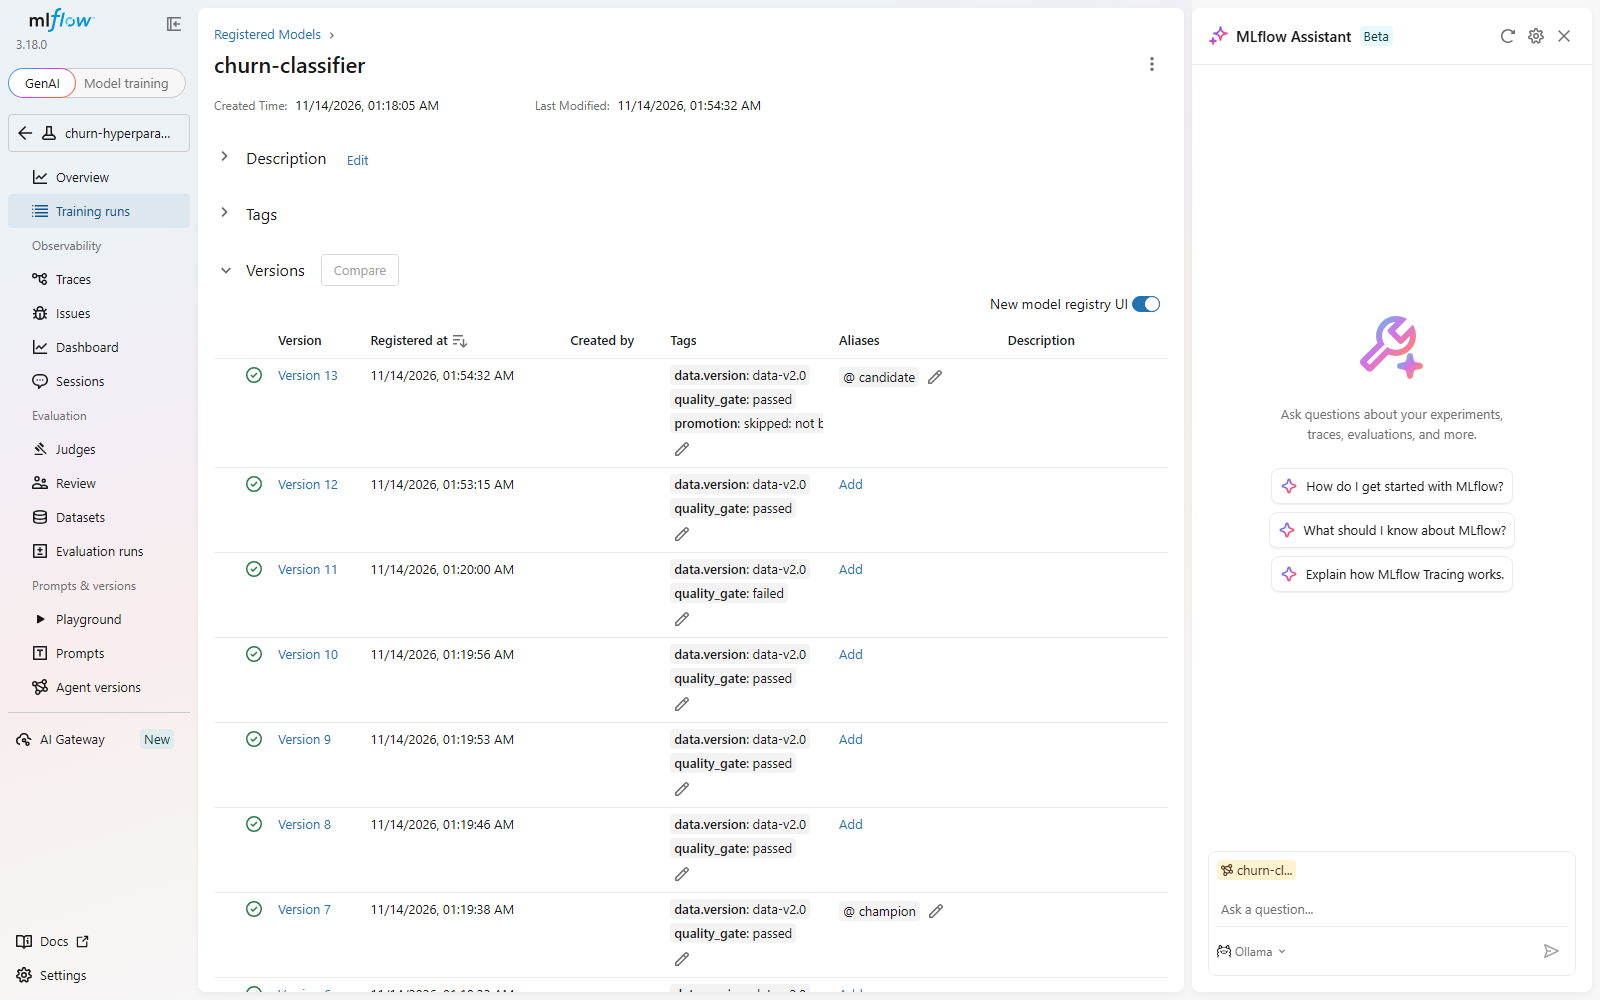 mlflow
3.18.0
GenAI
Model training
churn-hyperpara...
Overview
Training runs
Observability
Traces
Issues
Dashboard
Sessions
Evaluation
Judges
Review
Datasets
Evaluation runs
Prompts & versions
Playground
Prompts
Agent versions
AI Gateway New
Docs
Settings
Registered Models
churn-classifier
Created Time: 11/14/2026, 01:18:05 AM
Last Modified: 11/14/2026, 01:54:32 AM
Description Edit
Tags
Versions Compare
New model registry UI
Version Registered at Created by Tags Aliases Description
Version 13 11/14/2026, 01:54:32 AM data.version: data-v2.0 @ candidate
quality_gate: passed
promotion: skipped: not b
Version 12 11/14/2026, 01:53:15 AM data.version: data-v2.0 Add
quality_gate: passed
Version 11 11/14/2026, 01:20:00 AM data.version: data-v2.0 Add
quality_gate: failed
Version 10 11/14/2026, 01:19:56 AM data.version: data-v2.0 Add
quality_gate: passed
Version 9 11/14/2026, 01:19:53 AM data.version: data-v2.0 Add
quality_gate: passed
Version 8 11/14/2026, 01:19:46 AM data.version: data-v2.0 Add
quality_gate: passed
Version 7 11/14/2026, 01:19:38 AM data.version: data-v2.0 @ champion
quality_gate: passed
MLflow Assistant Beta
Ask questions about your experiments,
traces, evaluations, and more.
How do I get started with MLflow?
What should I know about MLflow?
Explain how MLflow Tracing works.
churn-cl...
Ask a question...
Ollama